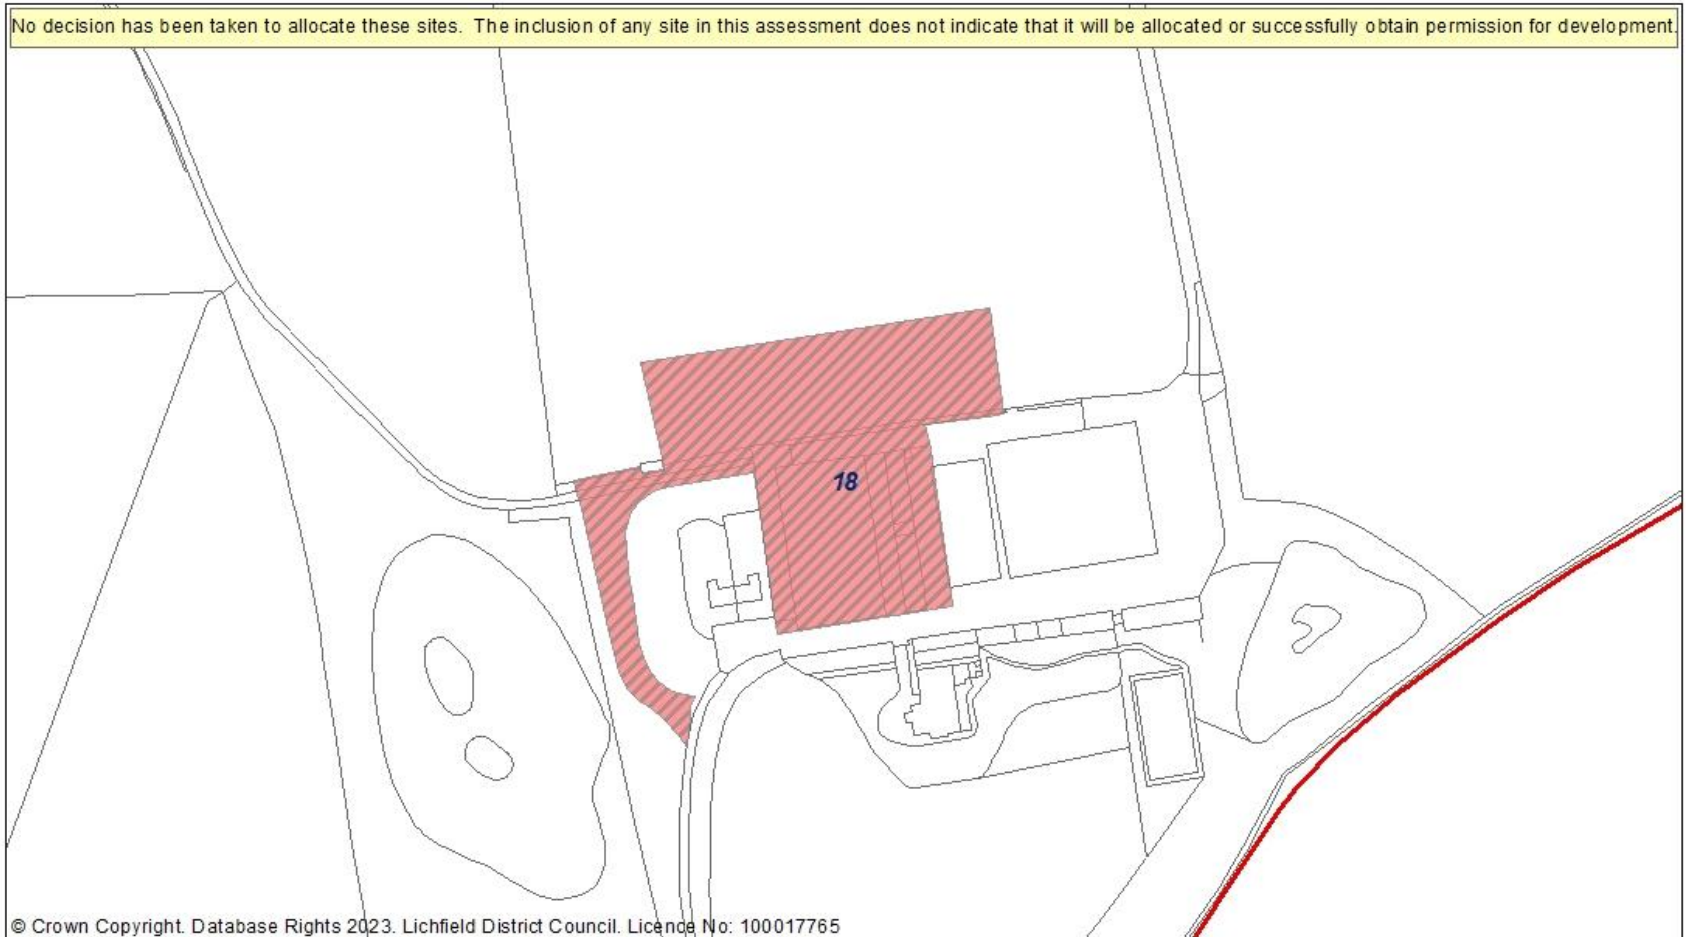 No decision has been taken to allocate these sites. The inclusion of any site in this assessment does not indicate that it will be allocated or successfully obtain permission for development.
18
© Crown Copyright. Database Rights 2023. Lichfield District Council. Licence No: 100017765